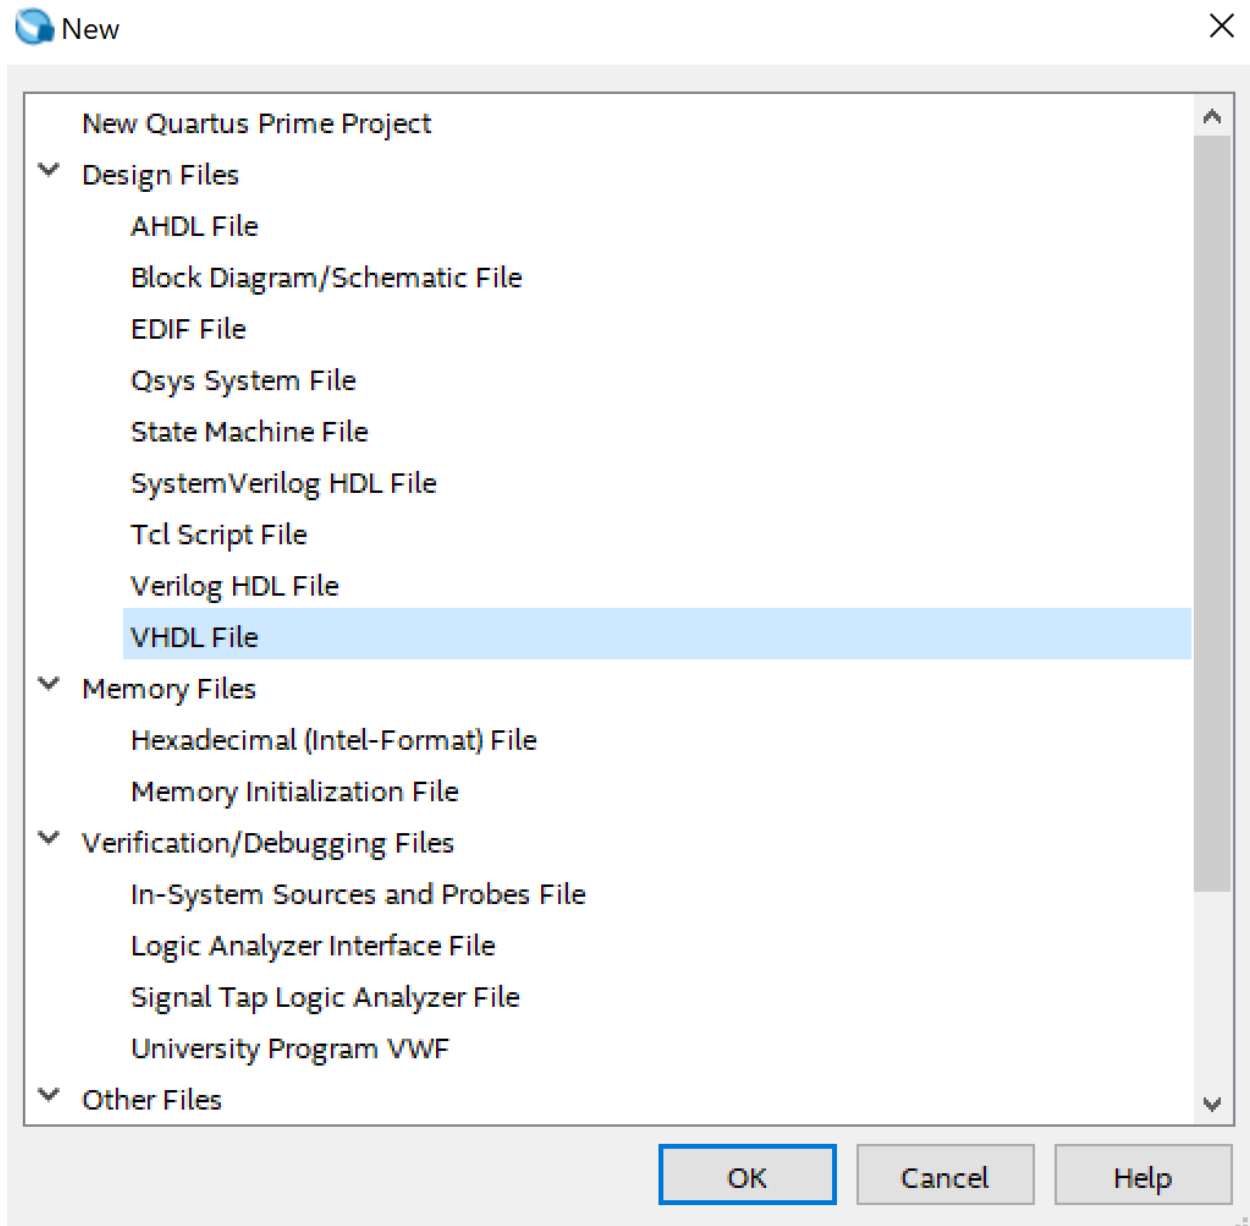 New
New Quartus Prime Project
Design Files
AHDL File
Block Diagram/Schematic File
EDIF File
Qsys System File
State Machine File
SystemVerilog HDL File
Tcl Script File
Verilog HDL File
VHDL File
Memory Files
Hexadecimal (Intel-Format) File
Memory Initialization File
Verification/Debugging Files
In-System Sources and Probes File
Logic Analyzer Interface File
Signal Tap Logic Analyzer File
University Program VWF
Other Files
OK Cancel Help